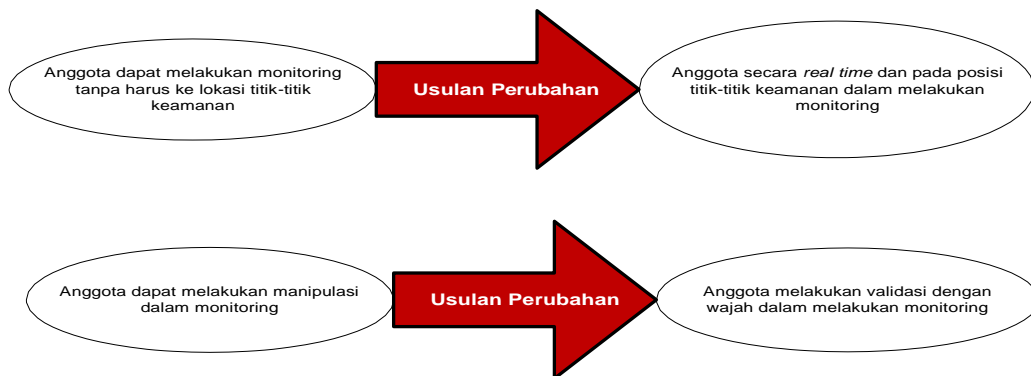 Anggota dapat melakukan monitoring
tanpa harus ke lokasi titik-titik
keamanan
Usulan Perubahan
Anggota secara real time dan pada posisi
titik-titik keamanan dalam melakukan
monitoring
Anggota dapat melakukan manipulasi
dalam monitoring
Usulan Perubahan
Anggota melakukan validasi dengan
wajah dalam melakukan monitoring